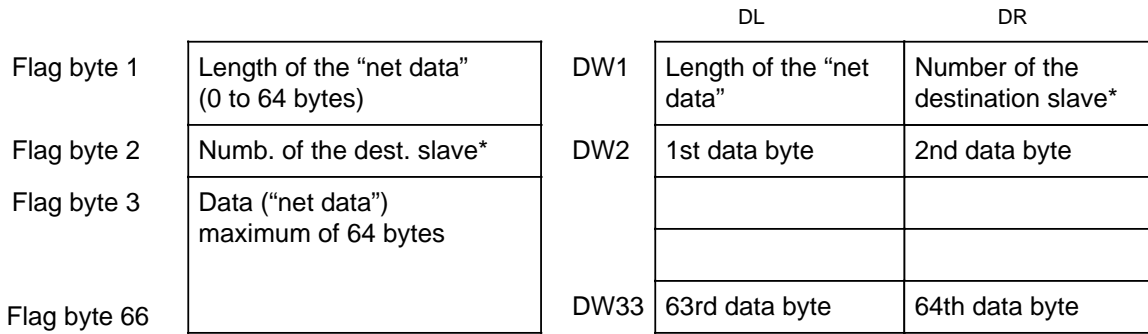 DL DR
Flag byte 1 Length of the “net data” DW1 Length of the “net Number of the
(0 to 64 bytes) data” destination slave*
Flag byte 2 Numb. of the dest. slave* DW2 1st data byte 2nd data byte
Flag byte 3 Data (“net data”)
maximum of 64 bytes
Flag byte 66 DW33 63rd data byte 64th data byte